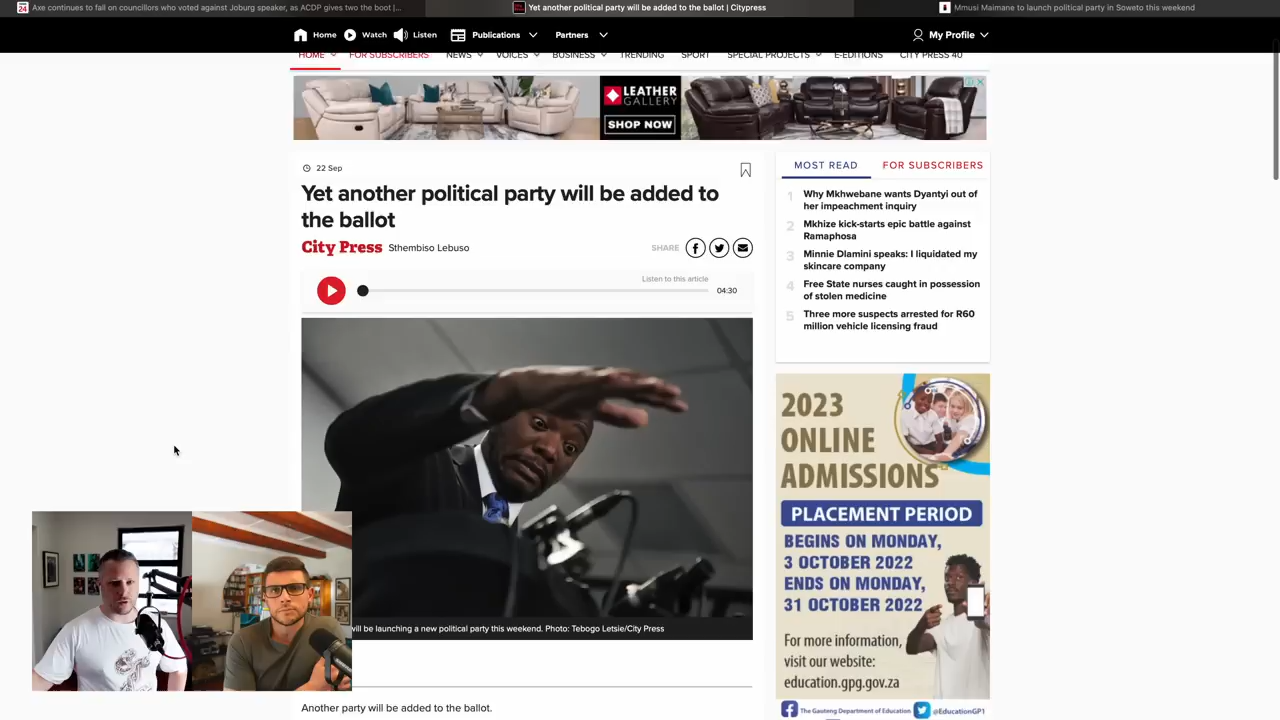 Axe continues to fall on councillors who voted against Joburg speaker, as ACDP gives two the boot |...
Yet another political party will be added to the ballot | Citypress
Mmusi Maimane to launch political party in Soweto this weekend
Home
Watch
Listen
Publications
Partners
My Profile
HOME
FOR SUBSCRIBERS
NEWS
VOICES
BUSINESS
TRENDING
SPORT
SPECIAL PROJECTS
E-EDITIONS
CITY PRESS 40
LEATHER
GALLERY
SHOP NOW
22 Sep
Yet another political party will be added to
the ballot
City Press Sthembiso Lebuso
SHARE
Listen to this article
04:30
will be launching a new political party this weekend. Photo: Tebogo Letsie/City Press
Another party will be added to the ballot.
MOST READ
FOR SUBSCRIBERS
1 Why Mkhwebane wants Dyantyi out of
her impeachment inquiry
2 Mkhize kick-starts epic battle against
Ramaphosa
3 Minnie Dlamini speaks: I liquidated my
skincare company
4 Free State nurses caught in possession
of stolen medicine
5 Three more suspects arrested for R60
million vehicle licensing fraud
2023
ONLINE
ADMISSIONS
PLACEMENT PERIOD
BEGINS ON MONDAY,
3 OCTOBER 2022
ENDS ON MONDAY,
31 OCTOBER 2022
For more information,
visit our website:
education.gpg.gov.za
The Gauteng Department of Education
@EducationGP1